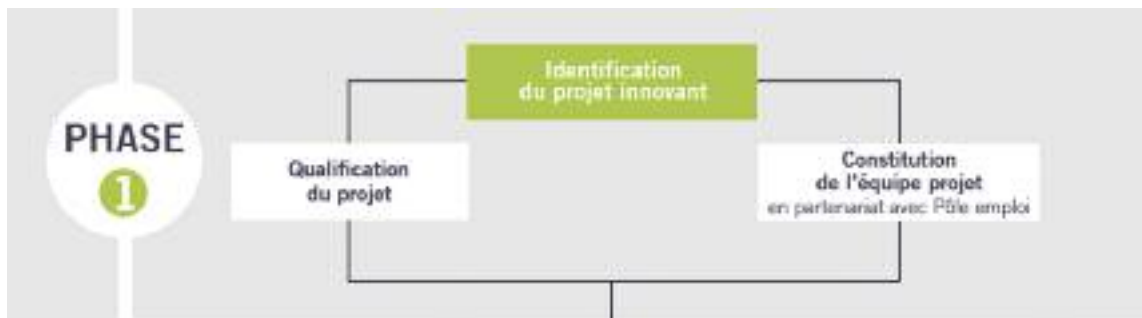 Identification
du projet innovant
PHASE
1
Qualification
du projet
Constitution
de l'équipe projet
en partenariat avec Pôle emploi